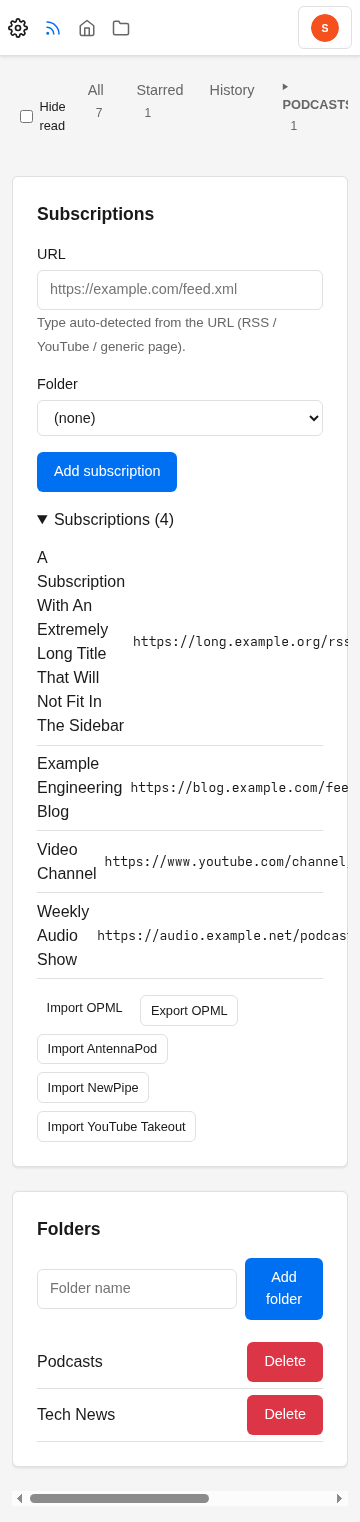 S
Hide read
All
7
Starred
1
History
PODCASTS
1
Subscriptions
URL
https://example.com/feed.xml
Type auto-detected from the URL (RSS /
YouTube / generic page).
Folder
(none)
Add subscription
Subscriptions (4)
A
Subscription
With An
Extremely
Long Title
That Will
Not Fit In
The Sidebar
https://long.example.org/rss
Example
Engineering
Blog
https://blog.example.com/fee
Video
Channel
https://www.youtube.com/channel/
Weekly
Audio
Show
https://audio.example.net/podcast
Import OPML
Export OPML
Import AntennaPod
Import NewPipe
Import YouTube Takeout
Folders
Folder name
Add
folder
Podcasts
Delete
Tech News
Delete